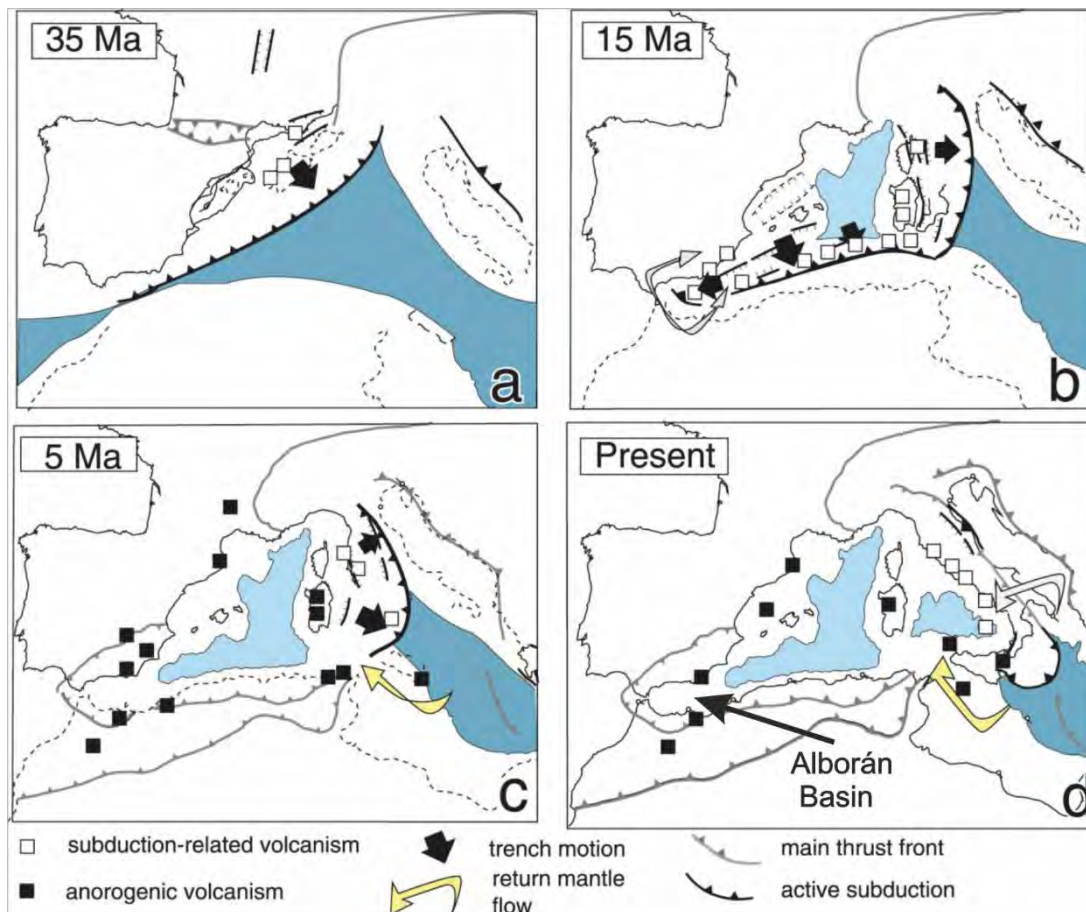 35 Ma
15 Ma
a
b
5 Ma
Present
Alborán
Basin
c
d
subduction-related volcanism
trench motion
main thrust front
anorogenic volcanism
return mantle
flow
active subduction